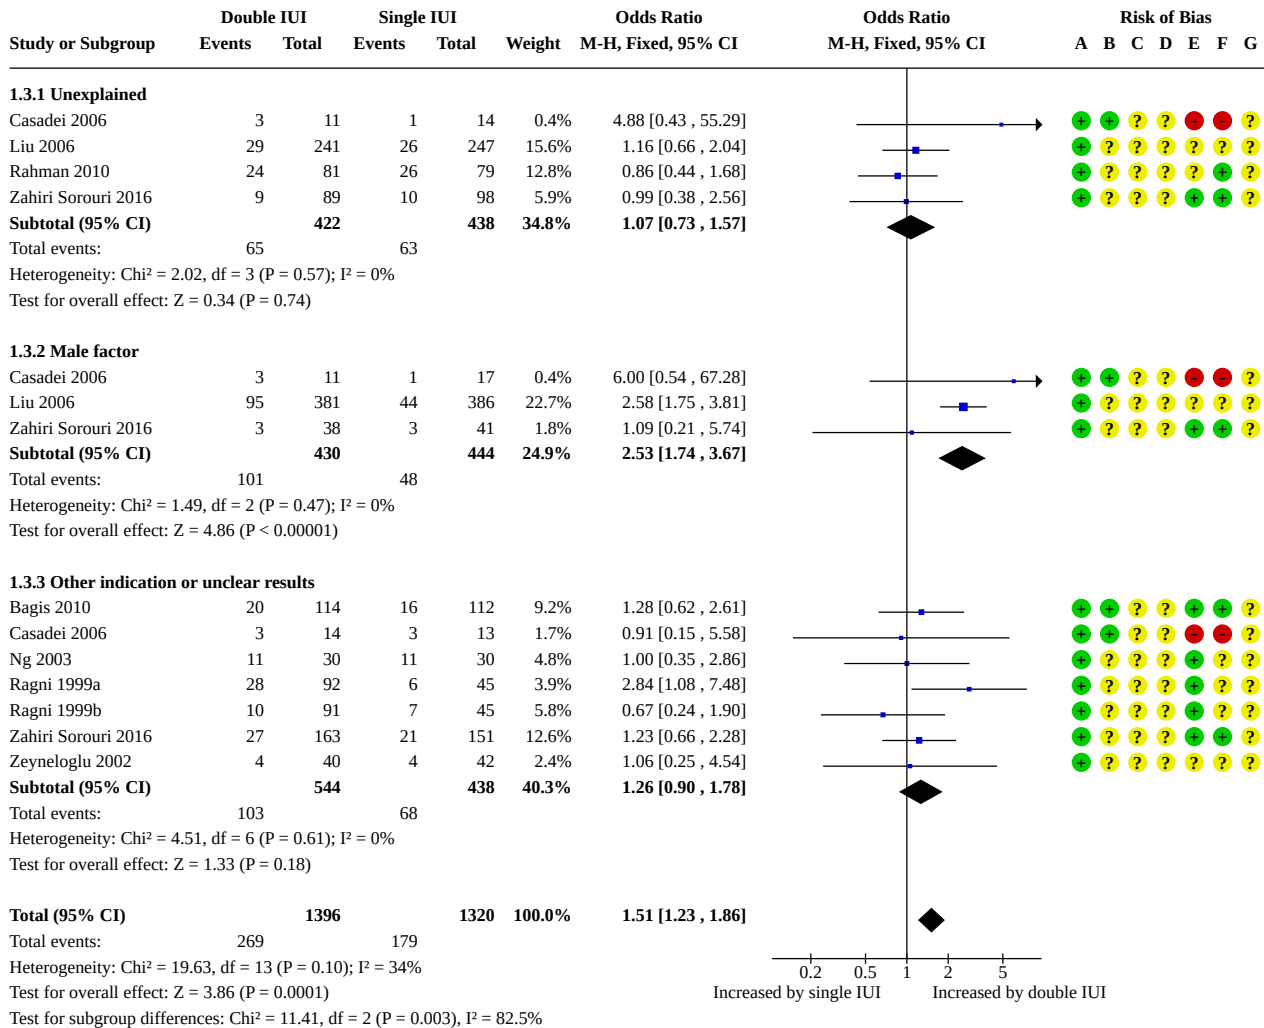 Double IUI Single IUI Odds Ratio Odds Ratio Risk of Bias
Study or Subgroup Events Total Events Total Weight M-H, Fixed, 95% CI M-H, Fixed, 95% CI A B C D E F G
1.3.1 Unexplained
Casadei 2006 3 11 1 14 0.4% 4.88 [0.43 , 55.29] + + ? ? - - ?
Liu 2006 29 241 26 247 15.6% 1.16 [0.66 , 2.04] + ? ? ? ? ? ?
Rahman 2010 24 81 26 79 12.8% 0.86 [0.44 , 1.68] + ? ? ? ? + ?
Zahiri Sorouri 2016 9 89 10 98 5.9% 0.99 [0.38 , 2.56] + ? ? ? + + ?
Subtotal (95% CI) 422 438 34.8% 1.07 [0.73 , 1.57]
Total events: 65 63
Heterogeneity: Chi² = 2.02, df = 3 (P = 0.57); I² = 0%
Test for overall effect: Z = 0.34 (P = 0.74)
1.3.2 Male factor
Casadei 2006 3 11 1 17 0.4% 6.00 [0.54 , 67.28] + + ? ? - - ?
Liu 2006 95 381 44 386 22.7% 2.58 [1.75 , 3.81] + ? ? ? ? ? ?
Zahiri Sorouri 2016 3 38 3 41 1.8% 1.09 [0.21 , 5.74] + ? ? ? + + ?
Subtotal (95% CI) 430 444 24.9% 2.53 [1.74 , 3.67]
Total events: 101 48
Heterogeneity: Chi² = 1.49, df = 2 (P = 0.47); I² = 0%
Test for overall effect: Z = 4.86 (P < 0.00001)
1.3.3 Other indication or unclear results
Bagis 2010 20 114 16 112 9.2% 1.28 [0.62 , 2.61] + + ? ? + + ?
Casadei 2006 3 14 3 13 1.7% 0.91 [0.15 , 5.58] + + ? ? - - ?
Ng 2003 11 30 11 30 4.8% 1.00 [0.35 , 2.86] + ? ? ? + ? ?
Ragni 1999a 28 92 6 45 3.9% 2.84 [1.08 , 7.48] + ? ? ? + ? ?
Ragni 1999b 10 91 7 45 5.8% 0.67 [0.24 , 1.90] + ? ? ? + ? ?
Zahiri Sorouri 2016 27 163 21 151 12.6% 1.23 [0.66 , 2.28] + ? ? ? + + ?
Zeyneloglu 2002 4 40 4 42 2.4% 1.06 [0.25 , 4.54] + ? ? ? ? ? ?
Subtotal (95% CI) 544 438 40.3% 1.26 [0.90 , 1.78]
Total events: 103 68
Heterogeneity: Chi² = 4.51, df = 6 (P = 0.61); I² = 0%
Test for overall effect: Z = 1.33 (P = 0.18)
Total (95% CI) 1396 1320 100.0% 1.51 [1.23 , 1.86]
Total events: 269 179
Heterogeneity: Chi² = 19.63, df = 13 (P = 0.10); I² = 34%
0.2 0.5 1 2 5
Test for overall effect: Z = 3.86 (P = 0.0001) Increased by single IUI Increased by double IUI
Test for subgroup differences: Chi² = 11.41, df = 2 (P = 0.003), I² = 82.5%